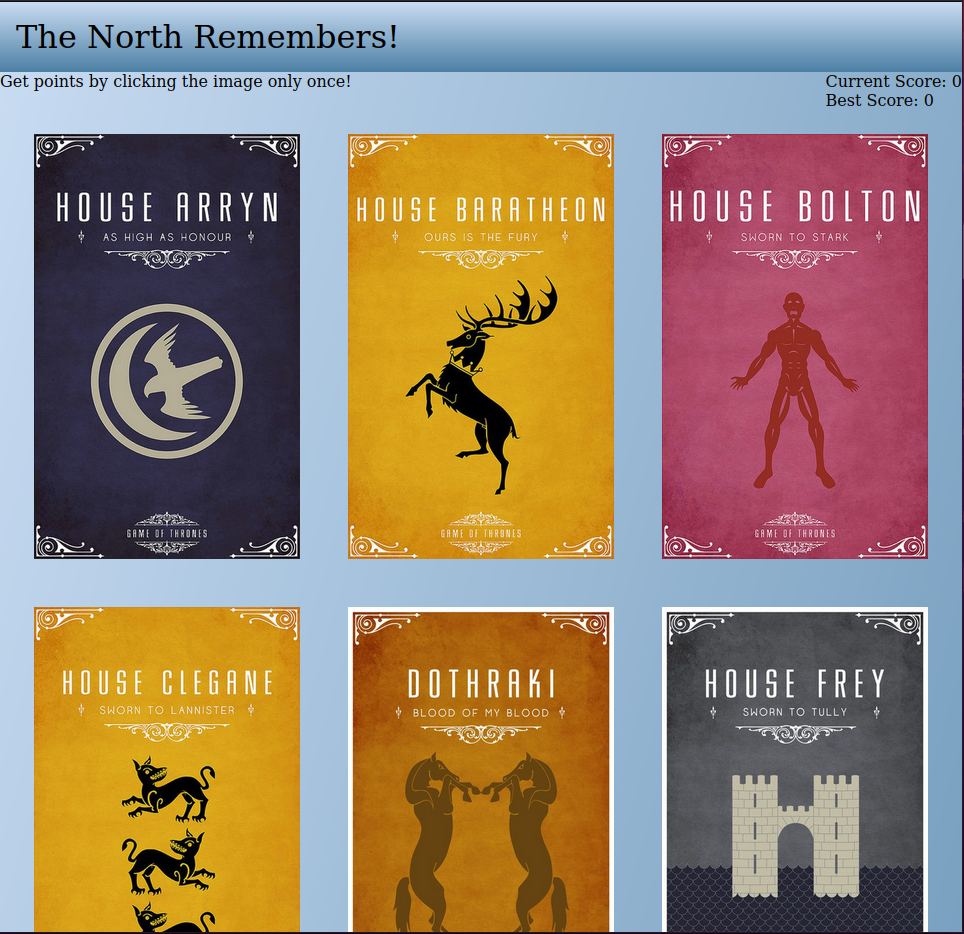 The North Remembers!
Get points by clicking the image only once!
Current Score: 0
Best Score: 0
HOUSE ARRYN
AS HIGH AS HONOUR
GAME OF THRONES
HOUSE BARATHEON
OURS IS THE FURY
GAME OF THRONES
HOUSE BOLTON
SWORN TO STARK
GAME OF THRONES
HOUSE CLEGANE
SWORN TO LANNISTER
DOTHRAKI
BLOOD OF MY BLOOD
HOUSE FREY
SWORN TO TULLY